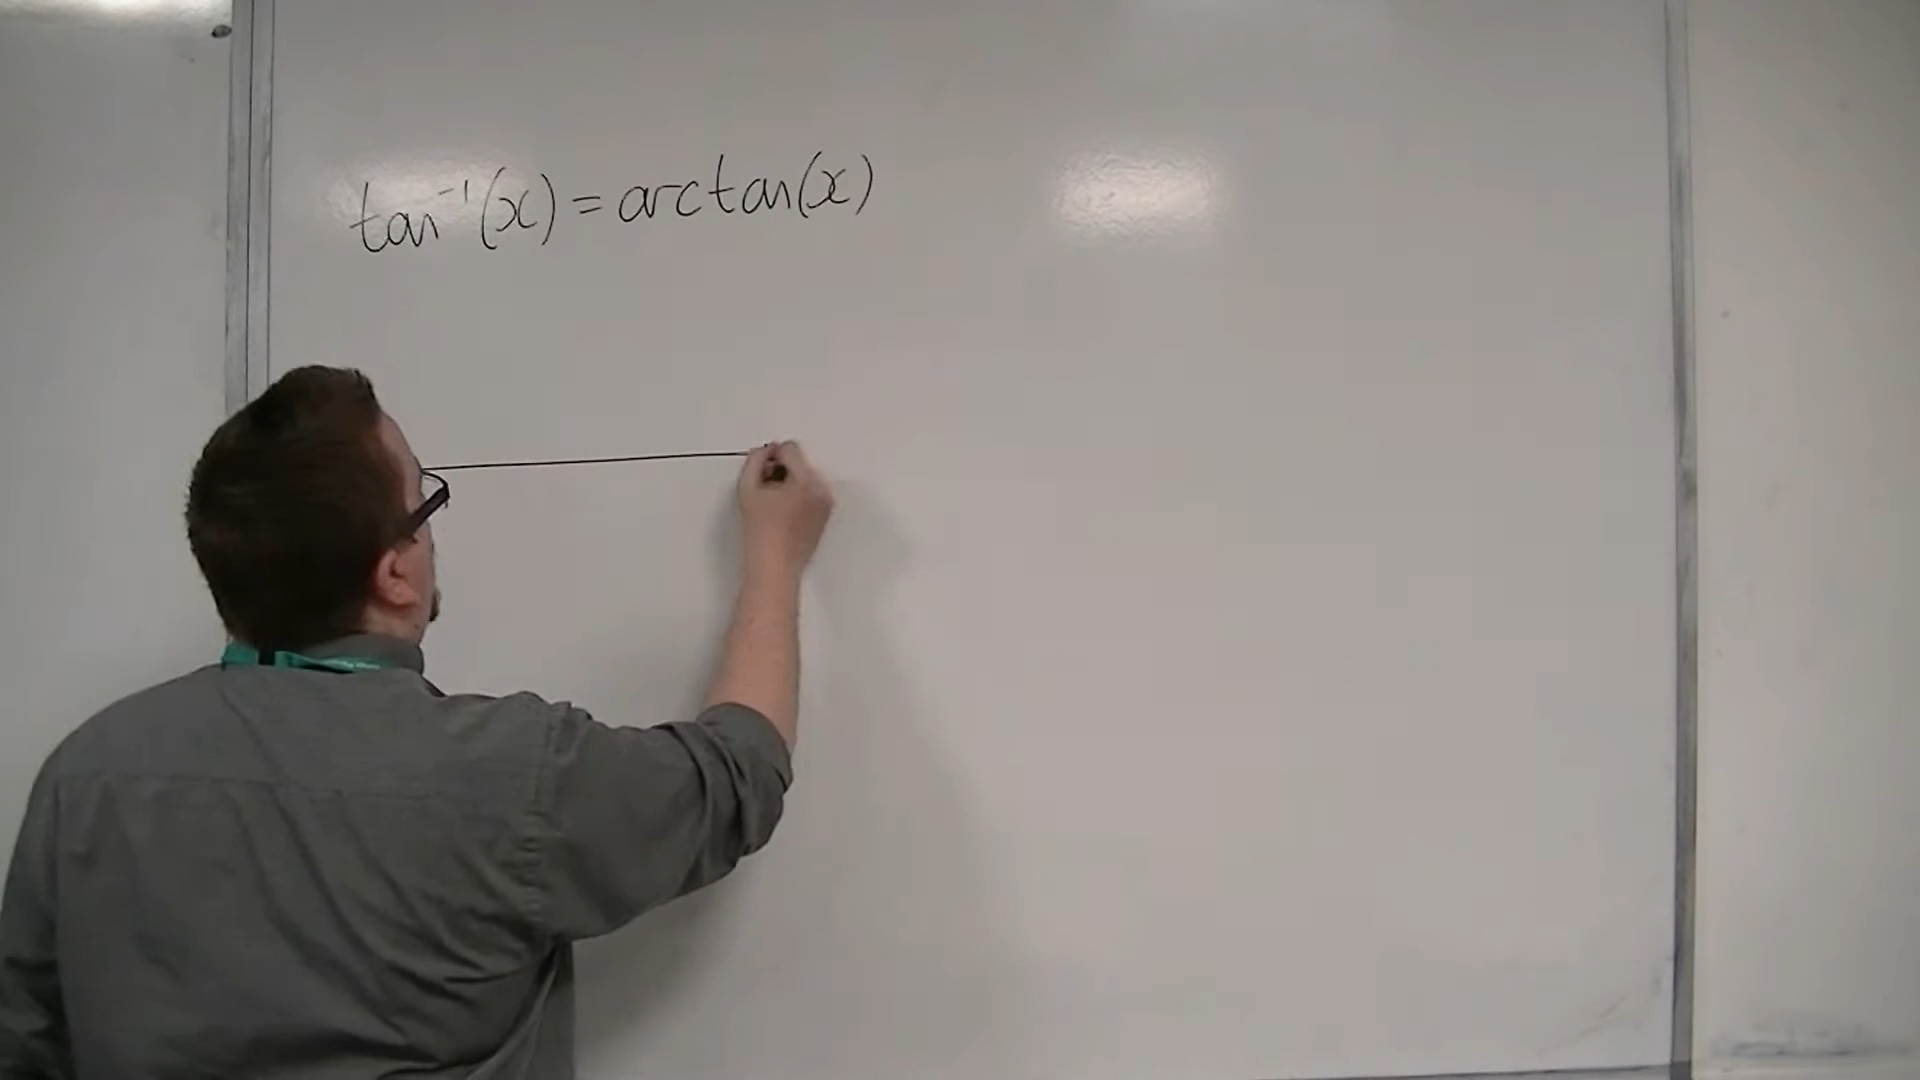 tan⁻¹(x) = arctan(x)